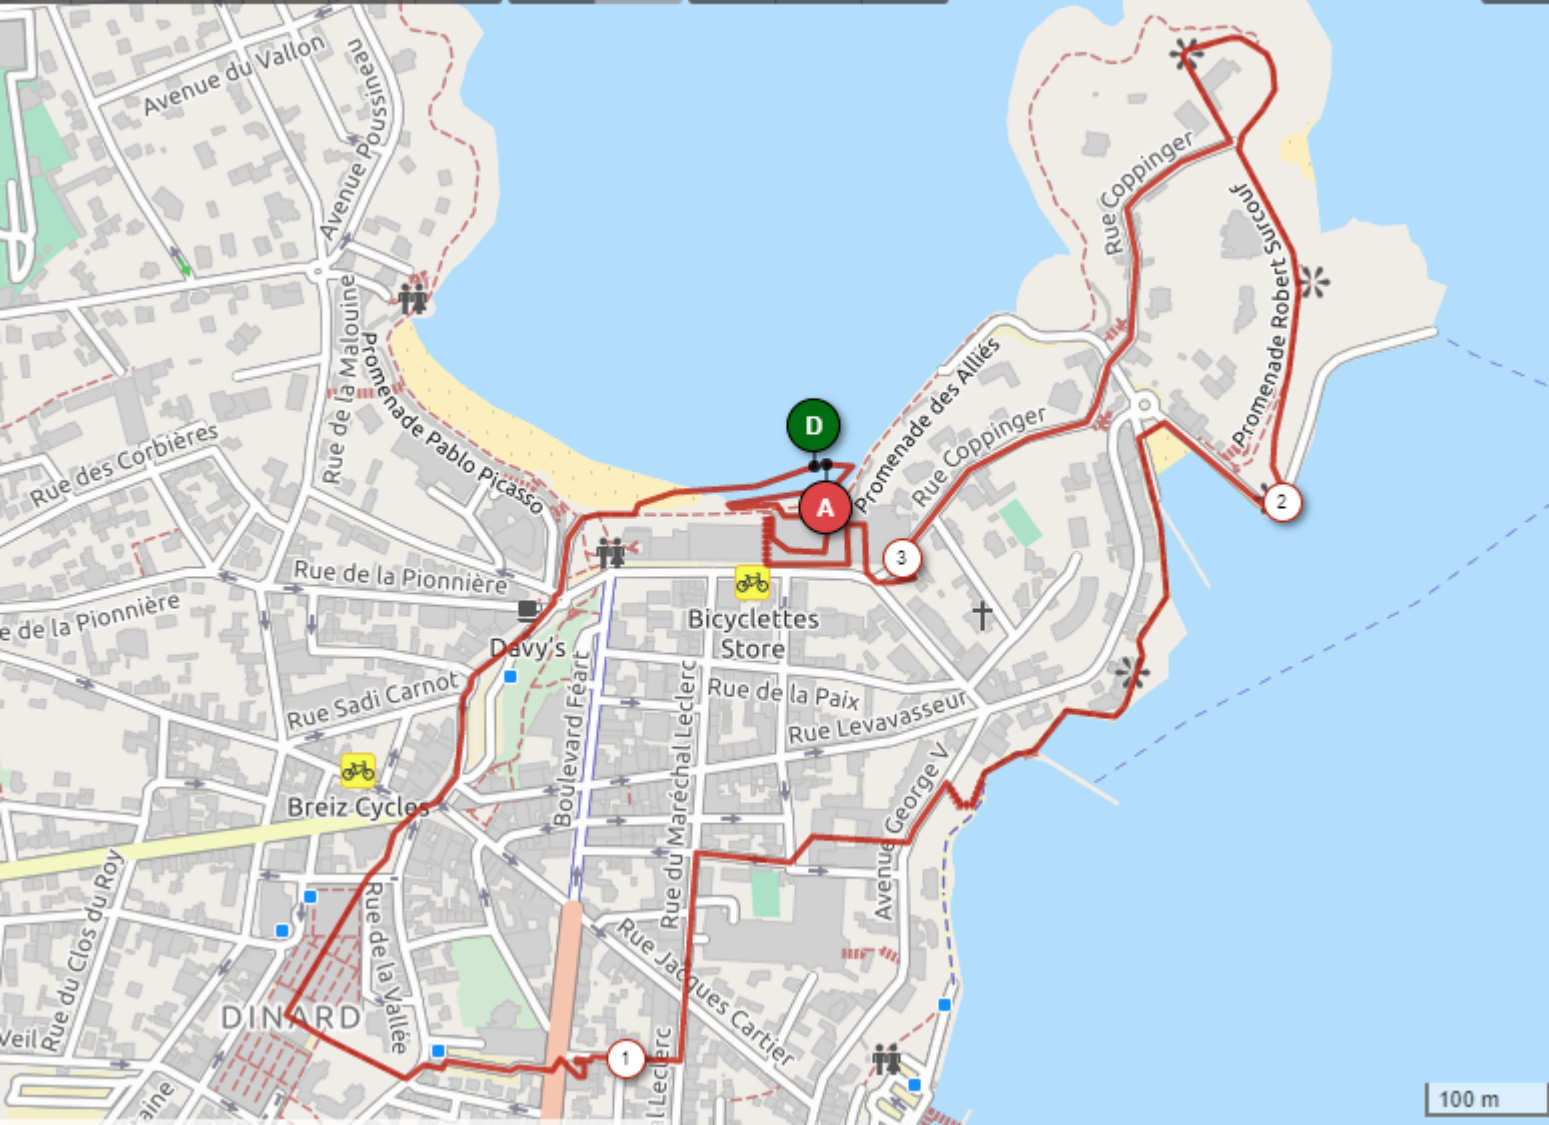 Avenue du Vallon
Avenue Poussineau
Rue Coppinger
Promenade Robert Surcouf
Rue de la Malouine
Promenade Pablo Picasso
Promenade des Alliés
Rue Coppinger
Rue des Corbières
D
A
2
3
Rue de la Pionnière
e de la Pionnière
Bicyclettes
Store
Davy's
Rue Sadi Carnot
Boulevard Féart
Rue du Maréchal Leclerc
Rue de la Paix
Rue Levavasseur
Breiz Cycles
Avenue George V
Rue du Clos du Roy
Rue de la Vallée
Rue Jacques Cartier
DINARD
Veil
1
al Leclerc
aine
100 m